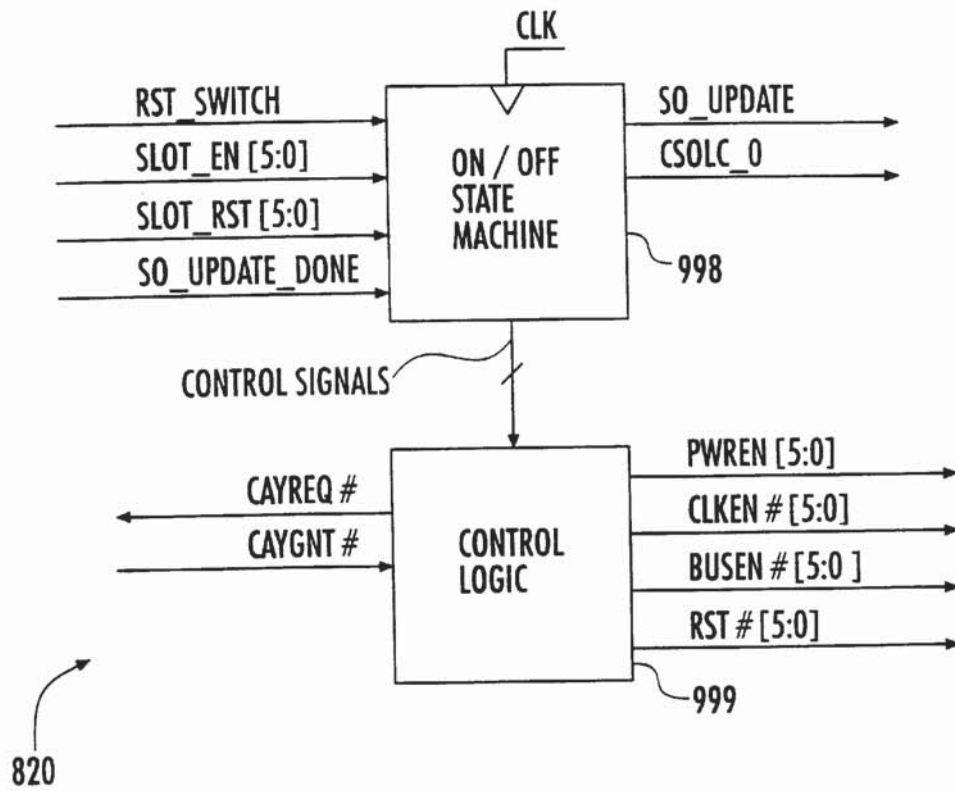 CLK
RST_SWITCH
SLOT_EN [5:0]
SLOT_RST [5:0]
SO_UPDATE_DONE
ON / OFF
STATE
MACHINE
SO_UPDATE
CSOLC_O
998
CONTROL SIGNALS
CAYREQ #
CAYGNT #
CONTROL
LOGIC
PWREN [5:0]
CLKEN # [5:0]
BUSEN # [5:0 ]
RST # [5:0]
999
820